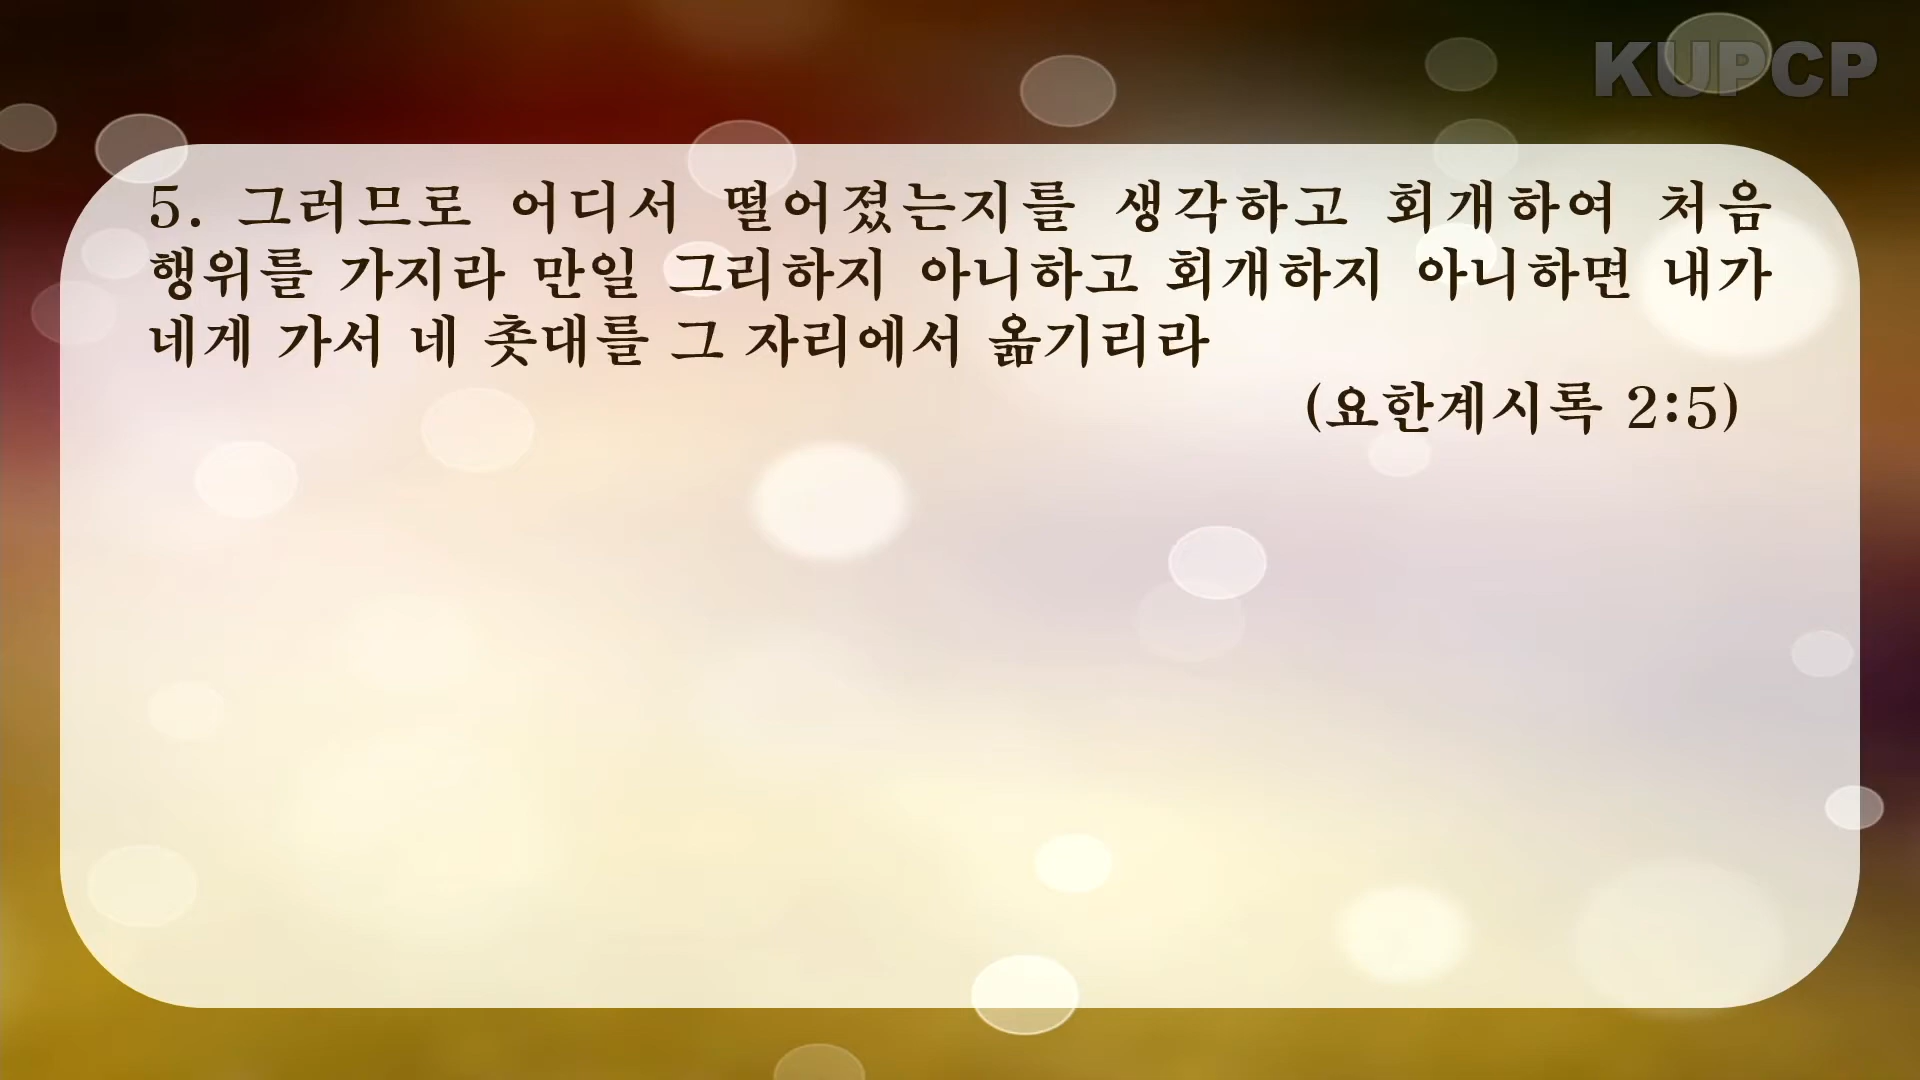 KUPCP
5. 그러므로 어디서 떨어졌는지를 생각하고 회개하여 처음
행위를 가지라 만일 그리하지 아니하고 회개하지 아니하면 내가
네게 가서 네 촛대를 그 자리에서 옮기리라
(요한계시록 2:5)